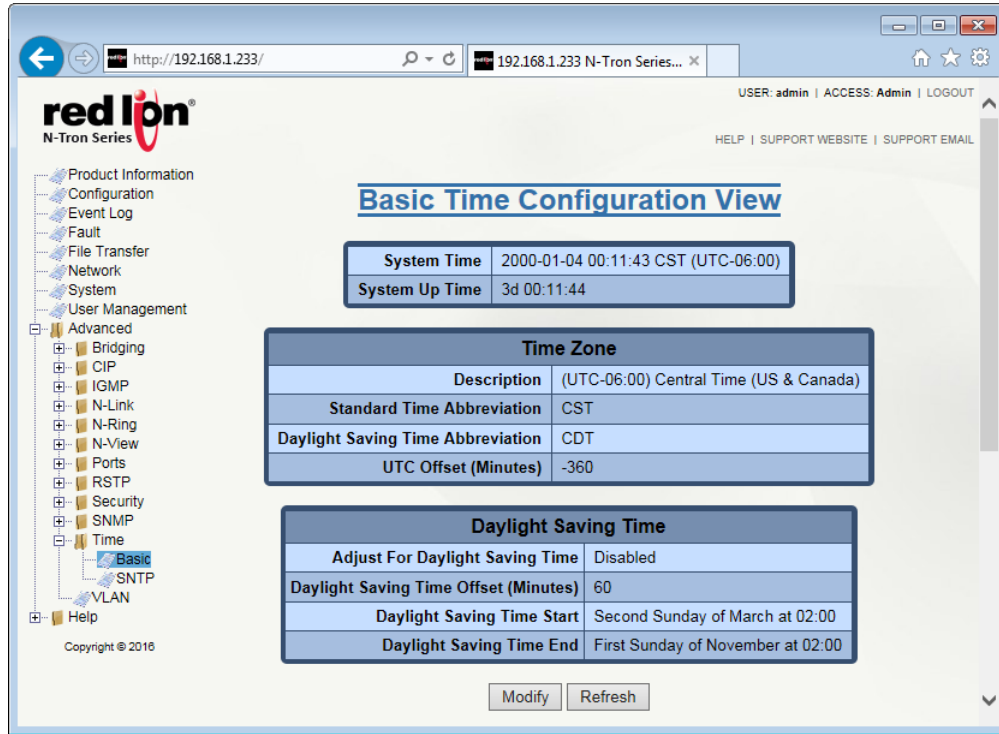 http://192.168.1.233/
192.168.1.233 N-Tron Series...
red lion®
N-Tron Series
USER: admin | ACCESS: Admin | LOGOUT
HELP | SUPPORT WEBSITE | SUPPORT EMAIL
Product Information
Configuration
Event Log
Fault
File Transfer
Network
System
User Management
Advanced
Bridging
CIP
IGMP
N-Link
N-Ring
N-View
Ports
RSTP
Security
SNMP
Time
Basic
SNTP
VLAN
Help
Copyright © 2016
Basic Time Configuration View
System Time 2000-01-04 00:11:43 CST (UTC-06:00)
System Up Time 3d 00:11:44
Time Zone
Description (UTC-06:00) Central Time (US & Canada)
Standard Time Abbreviation CST
Daylight Saving Time Abbreviation CDT
UTC Offset (Minutes) -360
Daylight Saving Time
Adjust For Daylight Saving Time Disabled
Daylight Saving Time Offset (Minutes) 60
Daylight Saving Time Start Second Sunday of March at 02:00
Daylight Saving Time End First Sunday of November at 02:00
Modify Refresh